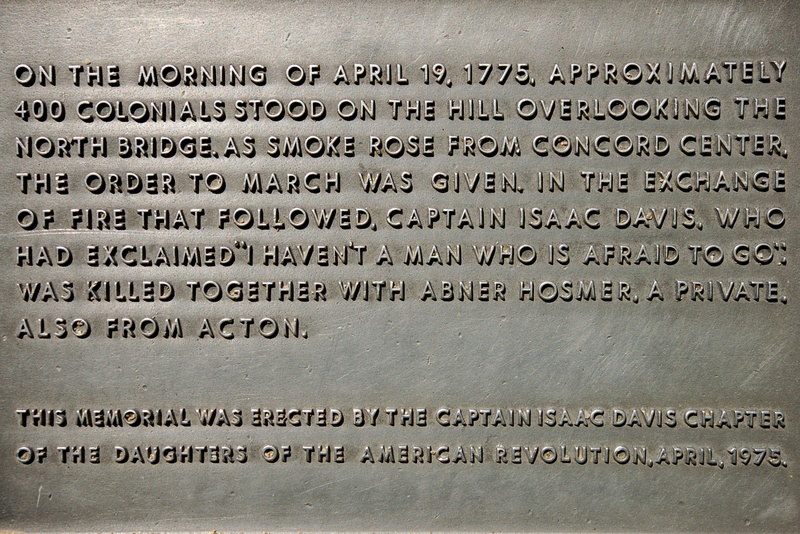 ON THE MORNING OF APRIL 19, 1775, APPROXIMATELY
400 COLONIALS STOOD ON THE HILL OVERLOOKING THE
NORTH BRIDGE. AS SMOKE ROSE FROM CONCORD CENTER,
THE ORDER TO MARCH WAS GIVEN. IN THE EXCHANGE
OF FIRE THAT FOLLOWED, CAPTAIN ISAAC DAVIS, WHO
HAD EXCLAIMED "I HAVEN'T A MAN WHO IS AFRAID TO GO",
WAS KILLED TOGETHER WITH ABNER HOSMER, A PRIVATE,
ALSO FROM ACTON.
THIS MEMORIAL WAS ERECTED BY THE CAPTAIN ISAAC DAVIS CHAPTER
OF THE DAUGHTERS OF THE AMERICAN REVOLUTION, APRIL, 1975.